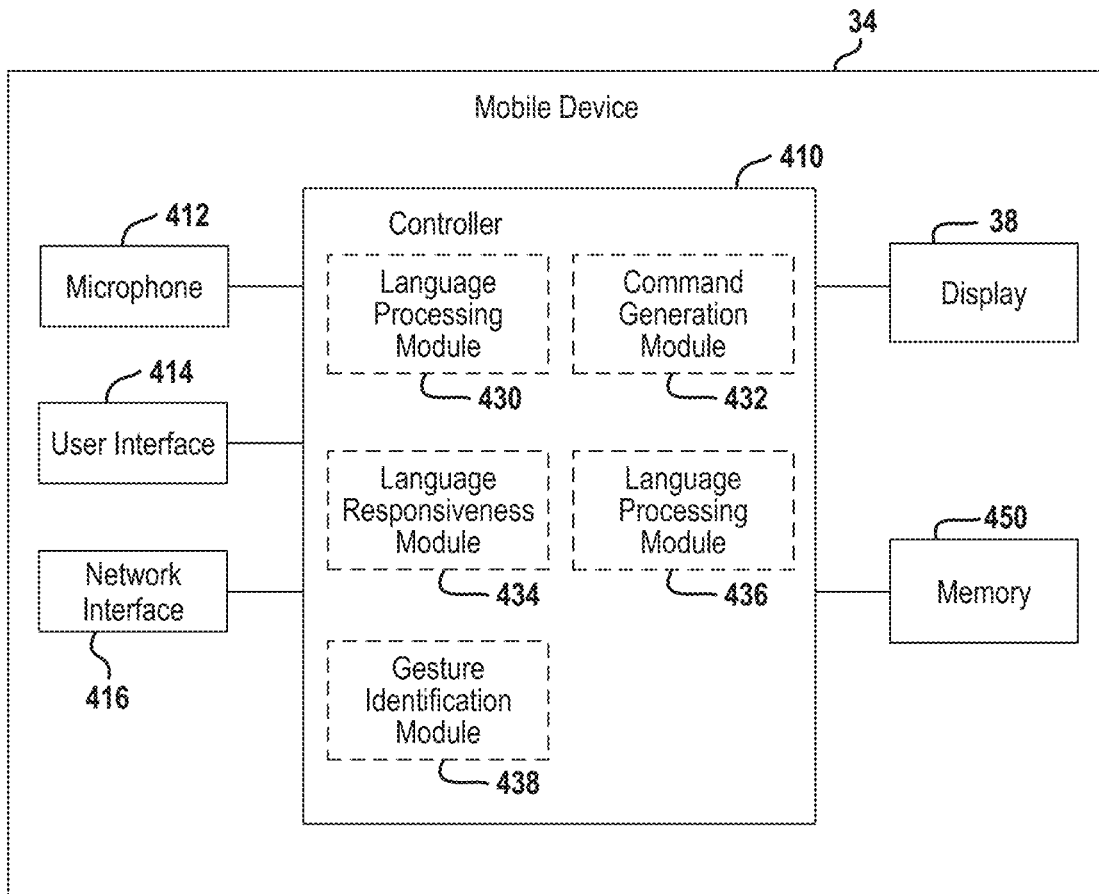 34
Mobile Device
410
412
Microphone
Controller
38
Display
Language
Processing
Module
430
Command
Generation
Module
432
414
User Interface
Language
Responsiveness
Module
434
Language
Processing
Module
436
450
Memory
Network
Interface
416
Gesture
Identification
Module
438